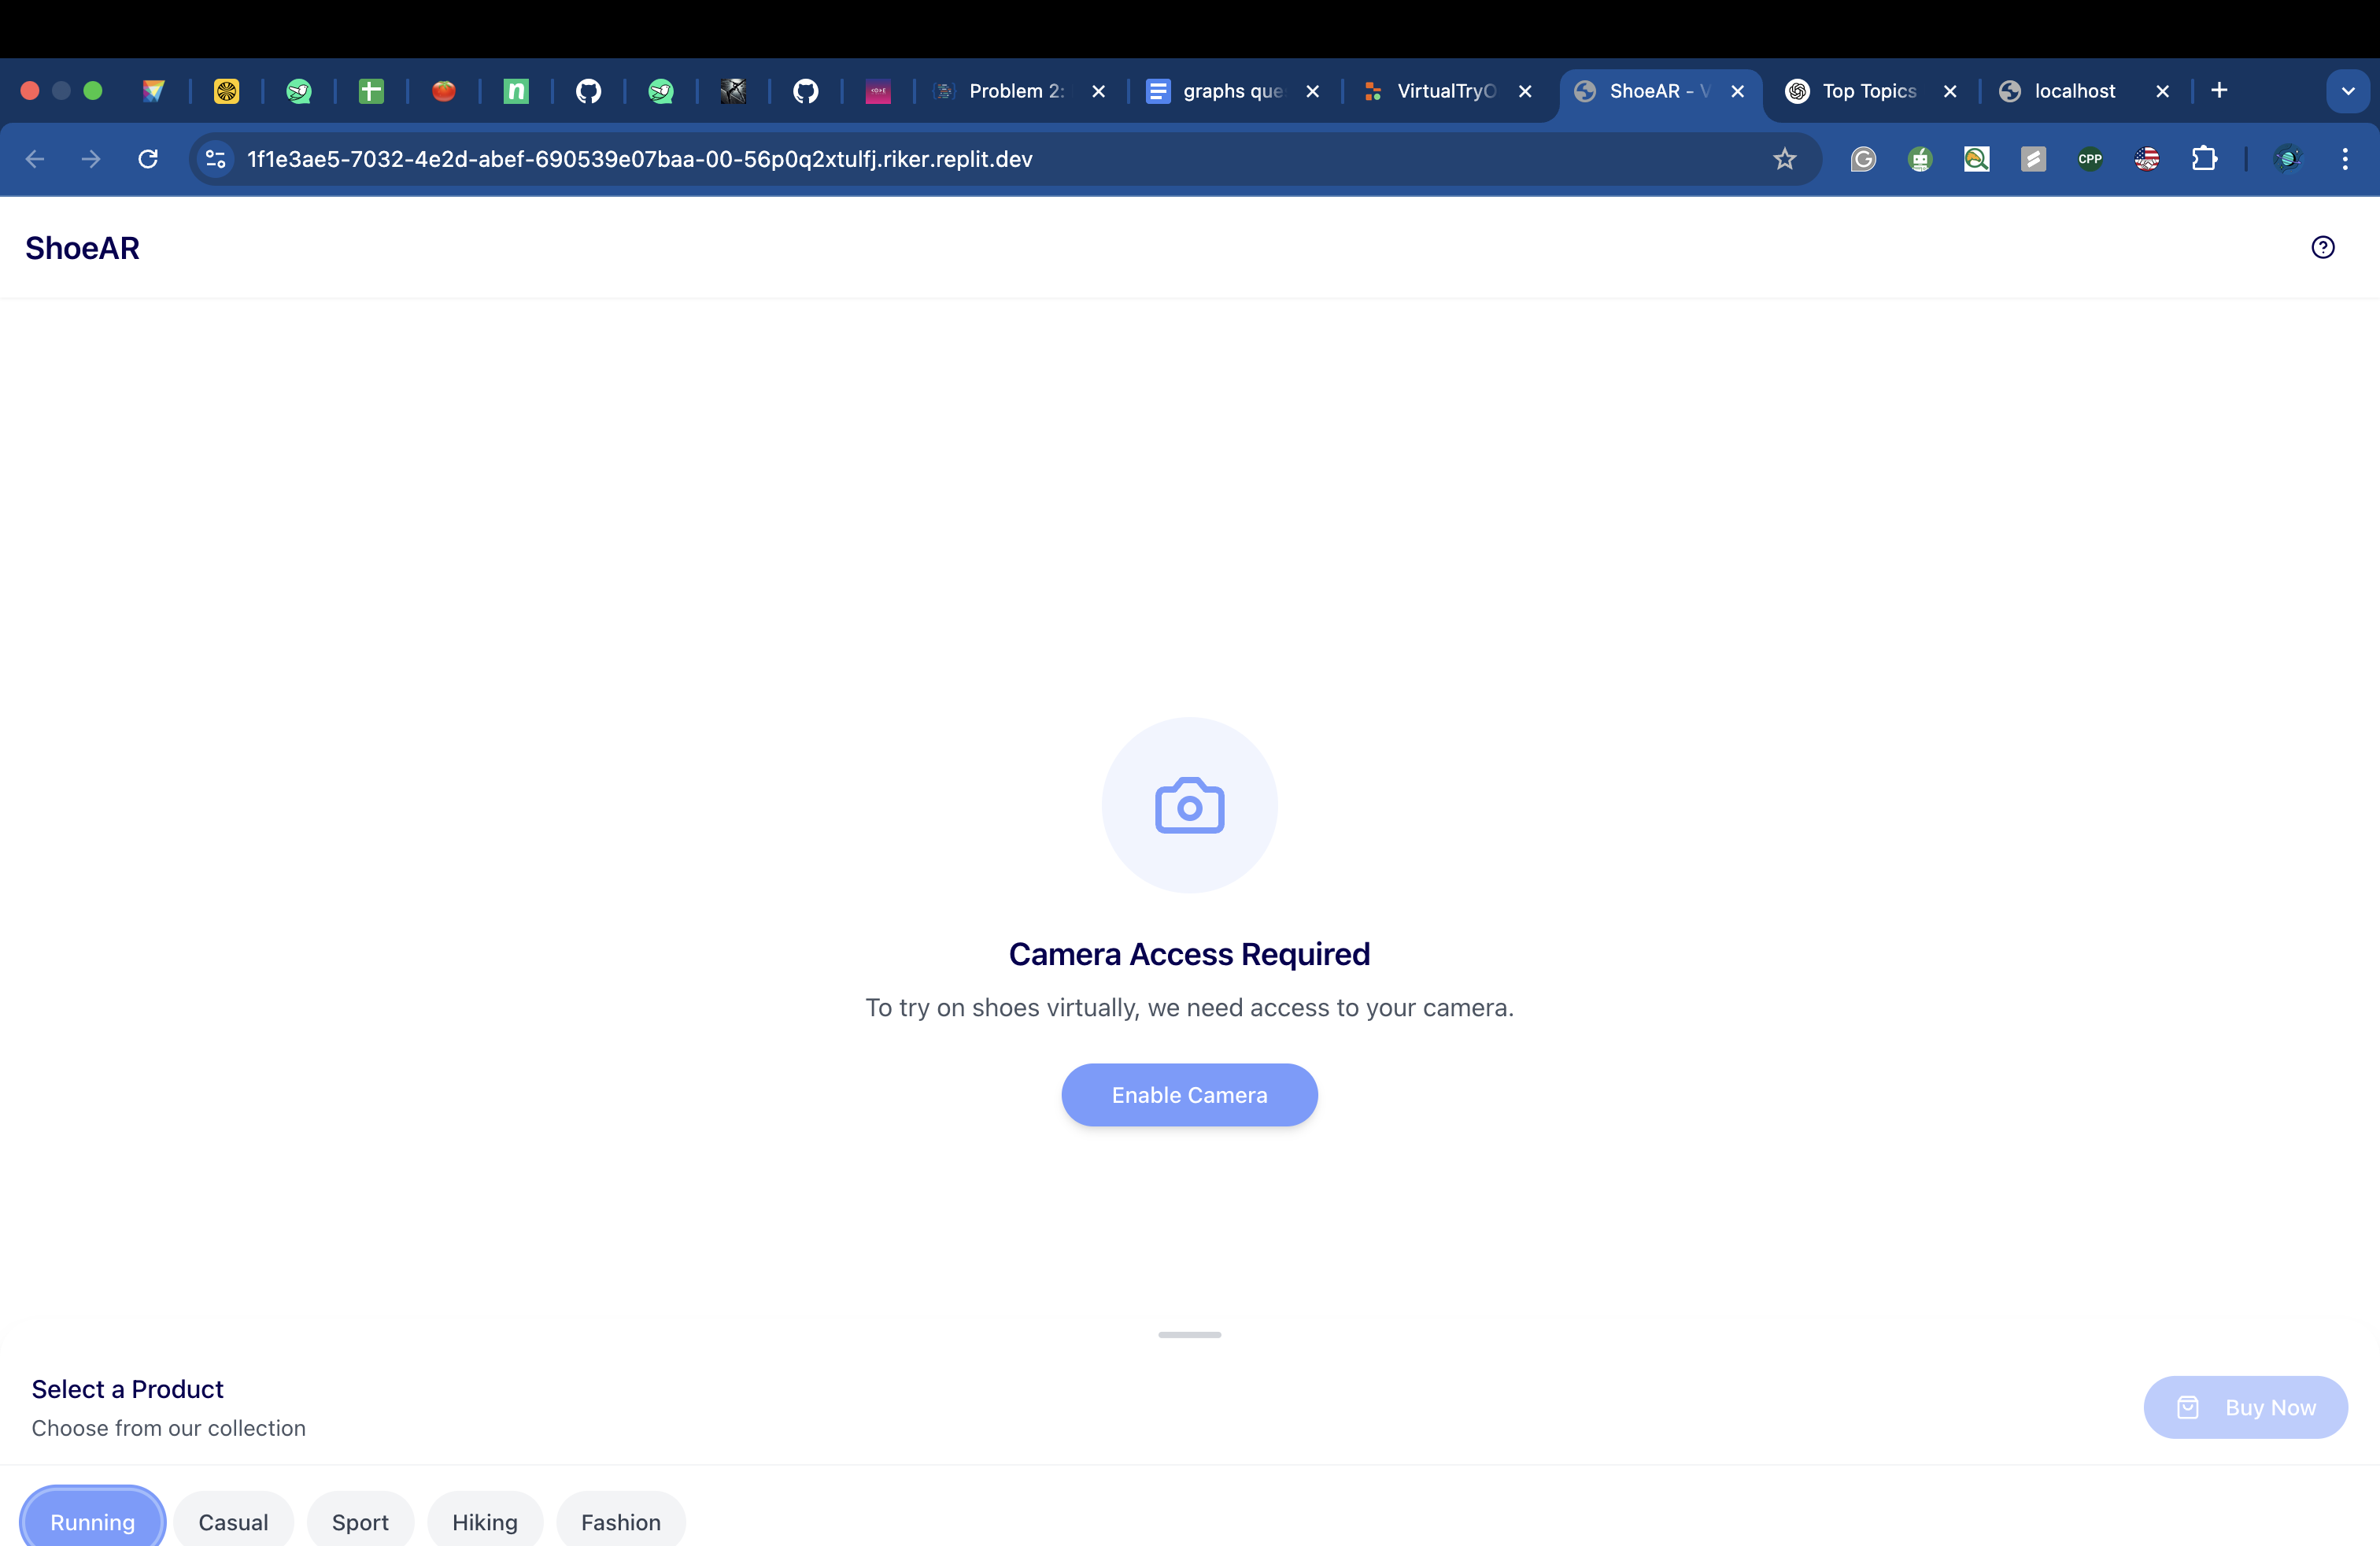 Problem 2:
graphs que
VirtualTryO
ShoeAR - V
Top Topics
localhost
1f1e3ae5-7032-4e2d-abef-690539e07baa-00-56p0q2xtulfj.riker.replit.dev
CPP
ShoeAR
Camera Access Required
To try on shoes virtually, we need access to your camera.
Enable Camera
Select a Product
Choose from our collection
Buy Now
Running
Casual
Sport
Hiking
Fashion